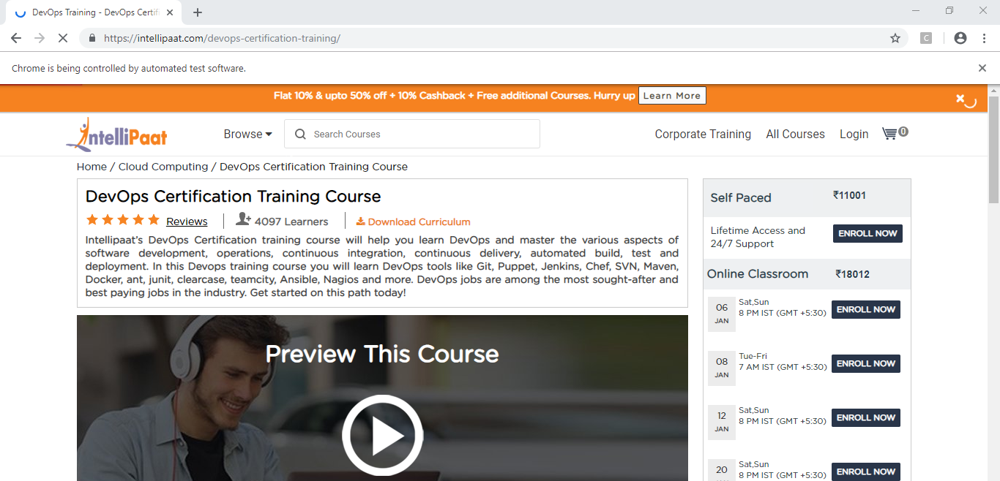 DevOps Training - DevOps Certifi
https://intellipaat.com/devops-certification-training/
C
Chrome is being controlled by automated test software.
Flat 10% & upto 50% off + 10% Cashback + Free additional Courses. Hurry up Learn More
IntelliPaat
Browse
Search Courses
Corporate Training
All Courses
Login
0
Home / Cloud Computing / DevOps Certification Training Course
DevOps Certification Training Course
Reviews
4097 Learners
Download Curriculum
Intellipaat's DevOps Certification training course will help you learn DevOps and master the various aspects of
software development, operations, continuous integration, continuous delivery, automated build, test and
deployment. In this Devops training course you will learn DevOps tools like Git, Puppet, Jenkins, Chef, SVN, Maven,
Docker, ant, junit, clearcase, teamcity, Ansible, Nagios and more. DevOps jobs are among the most sought-after and
best paying jobs in the industry. Get started on this path today!
Preview This Course
Self Paced
₹11001
Lifetime Access and
24/7 Support
ENROLL NOW
Online Classroom
₹18012
06
JAN
Sat,Sun
8 PM IST (GMT +5:30)
ENROLL NOW
08
JAN
Tue-Fri
7 AM IST (GMT +5:30)
ENROLL NOW
12
JAN
Sat,Sun
8 PM IST (GMT +5:30)
ENROLL NOW
20
Sat,Sun
8 PM IST (GMT +5:30)
ENROLL NOW